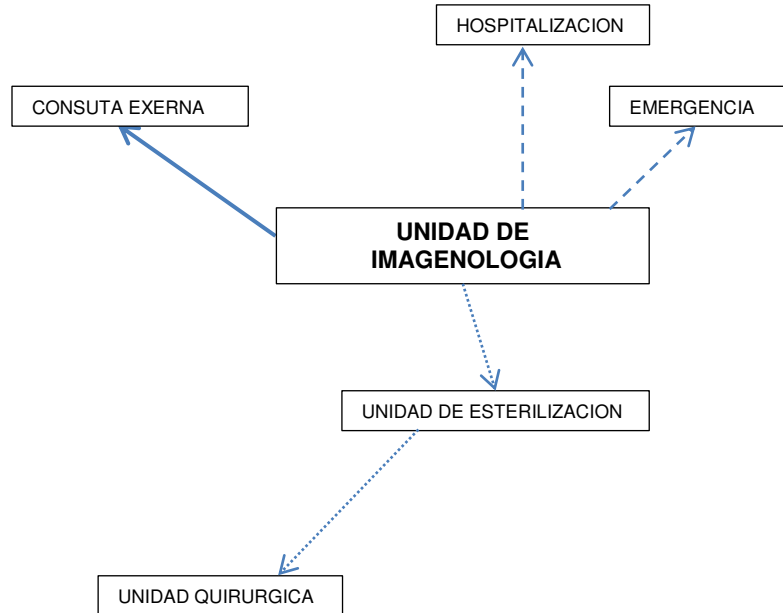 HOSPITALIZACION
CONSUTA EXERNA
EMERGENCIA
UNIDAD DE
IMAGENOLOGIA
UNIDAD DE ESTERILIZACION
UNIDAD QUIRURGICA